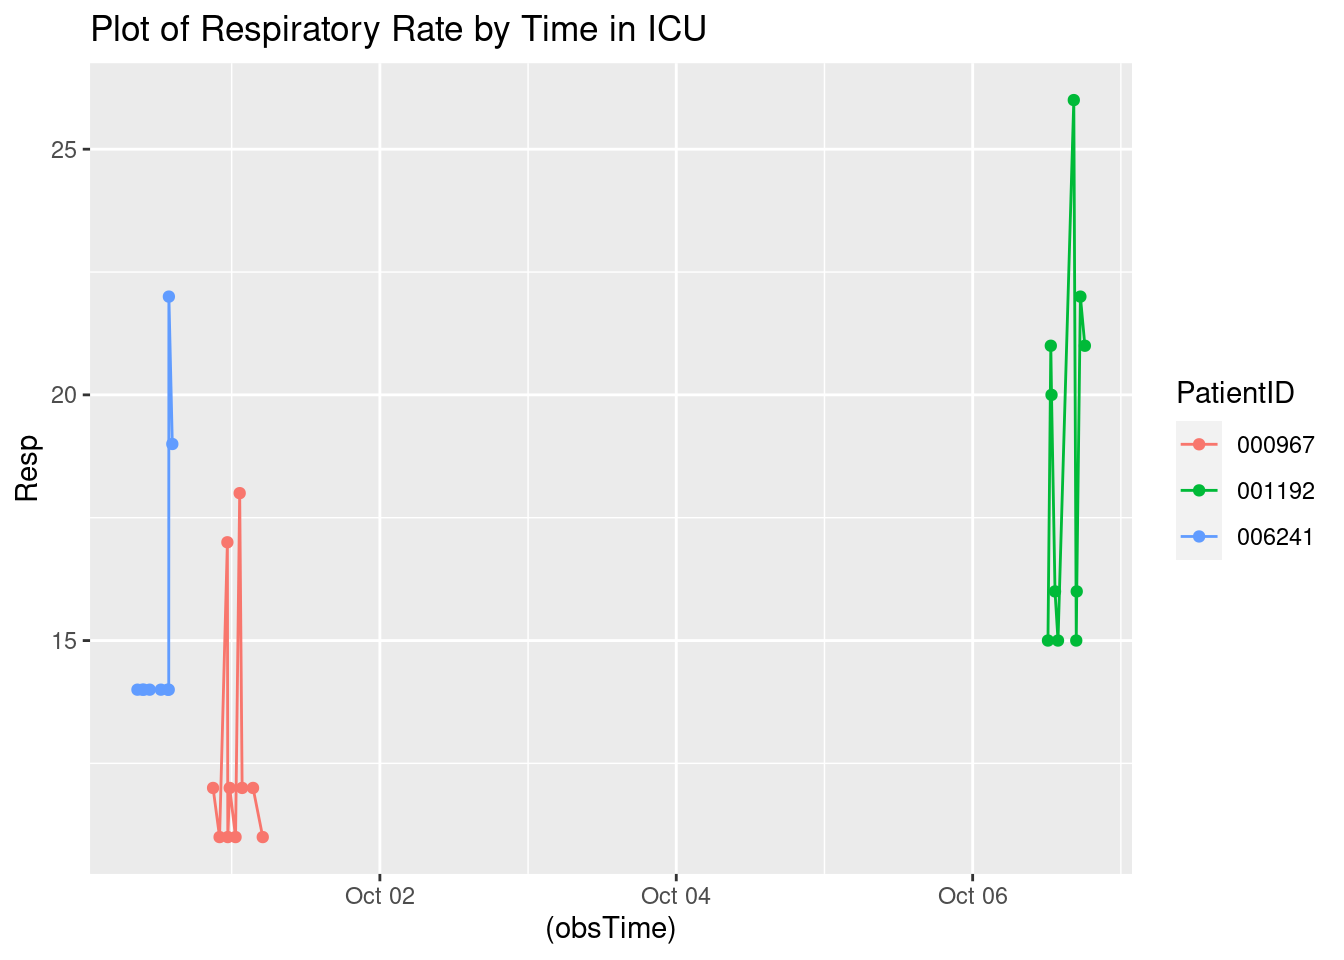 Plot of Respiratory Rate by Time in ICU
25
20
15
Resp
Oct 02
Oct 04
Oct 06
(obsTime)
PatientID
000967
001192
006241